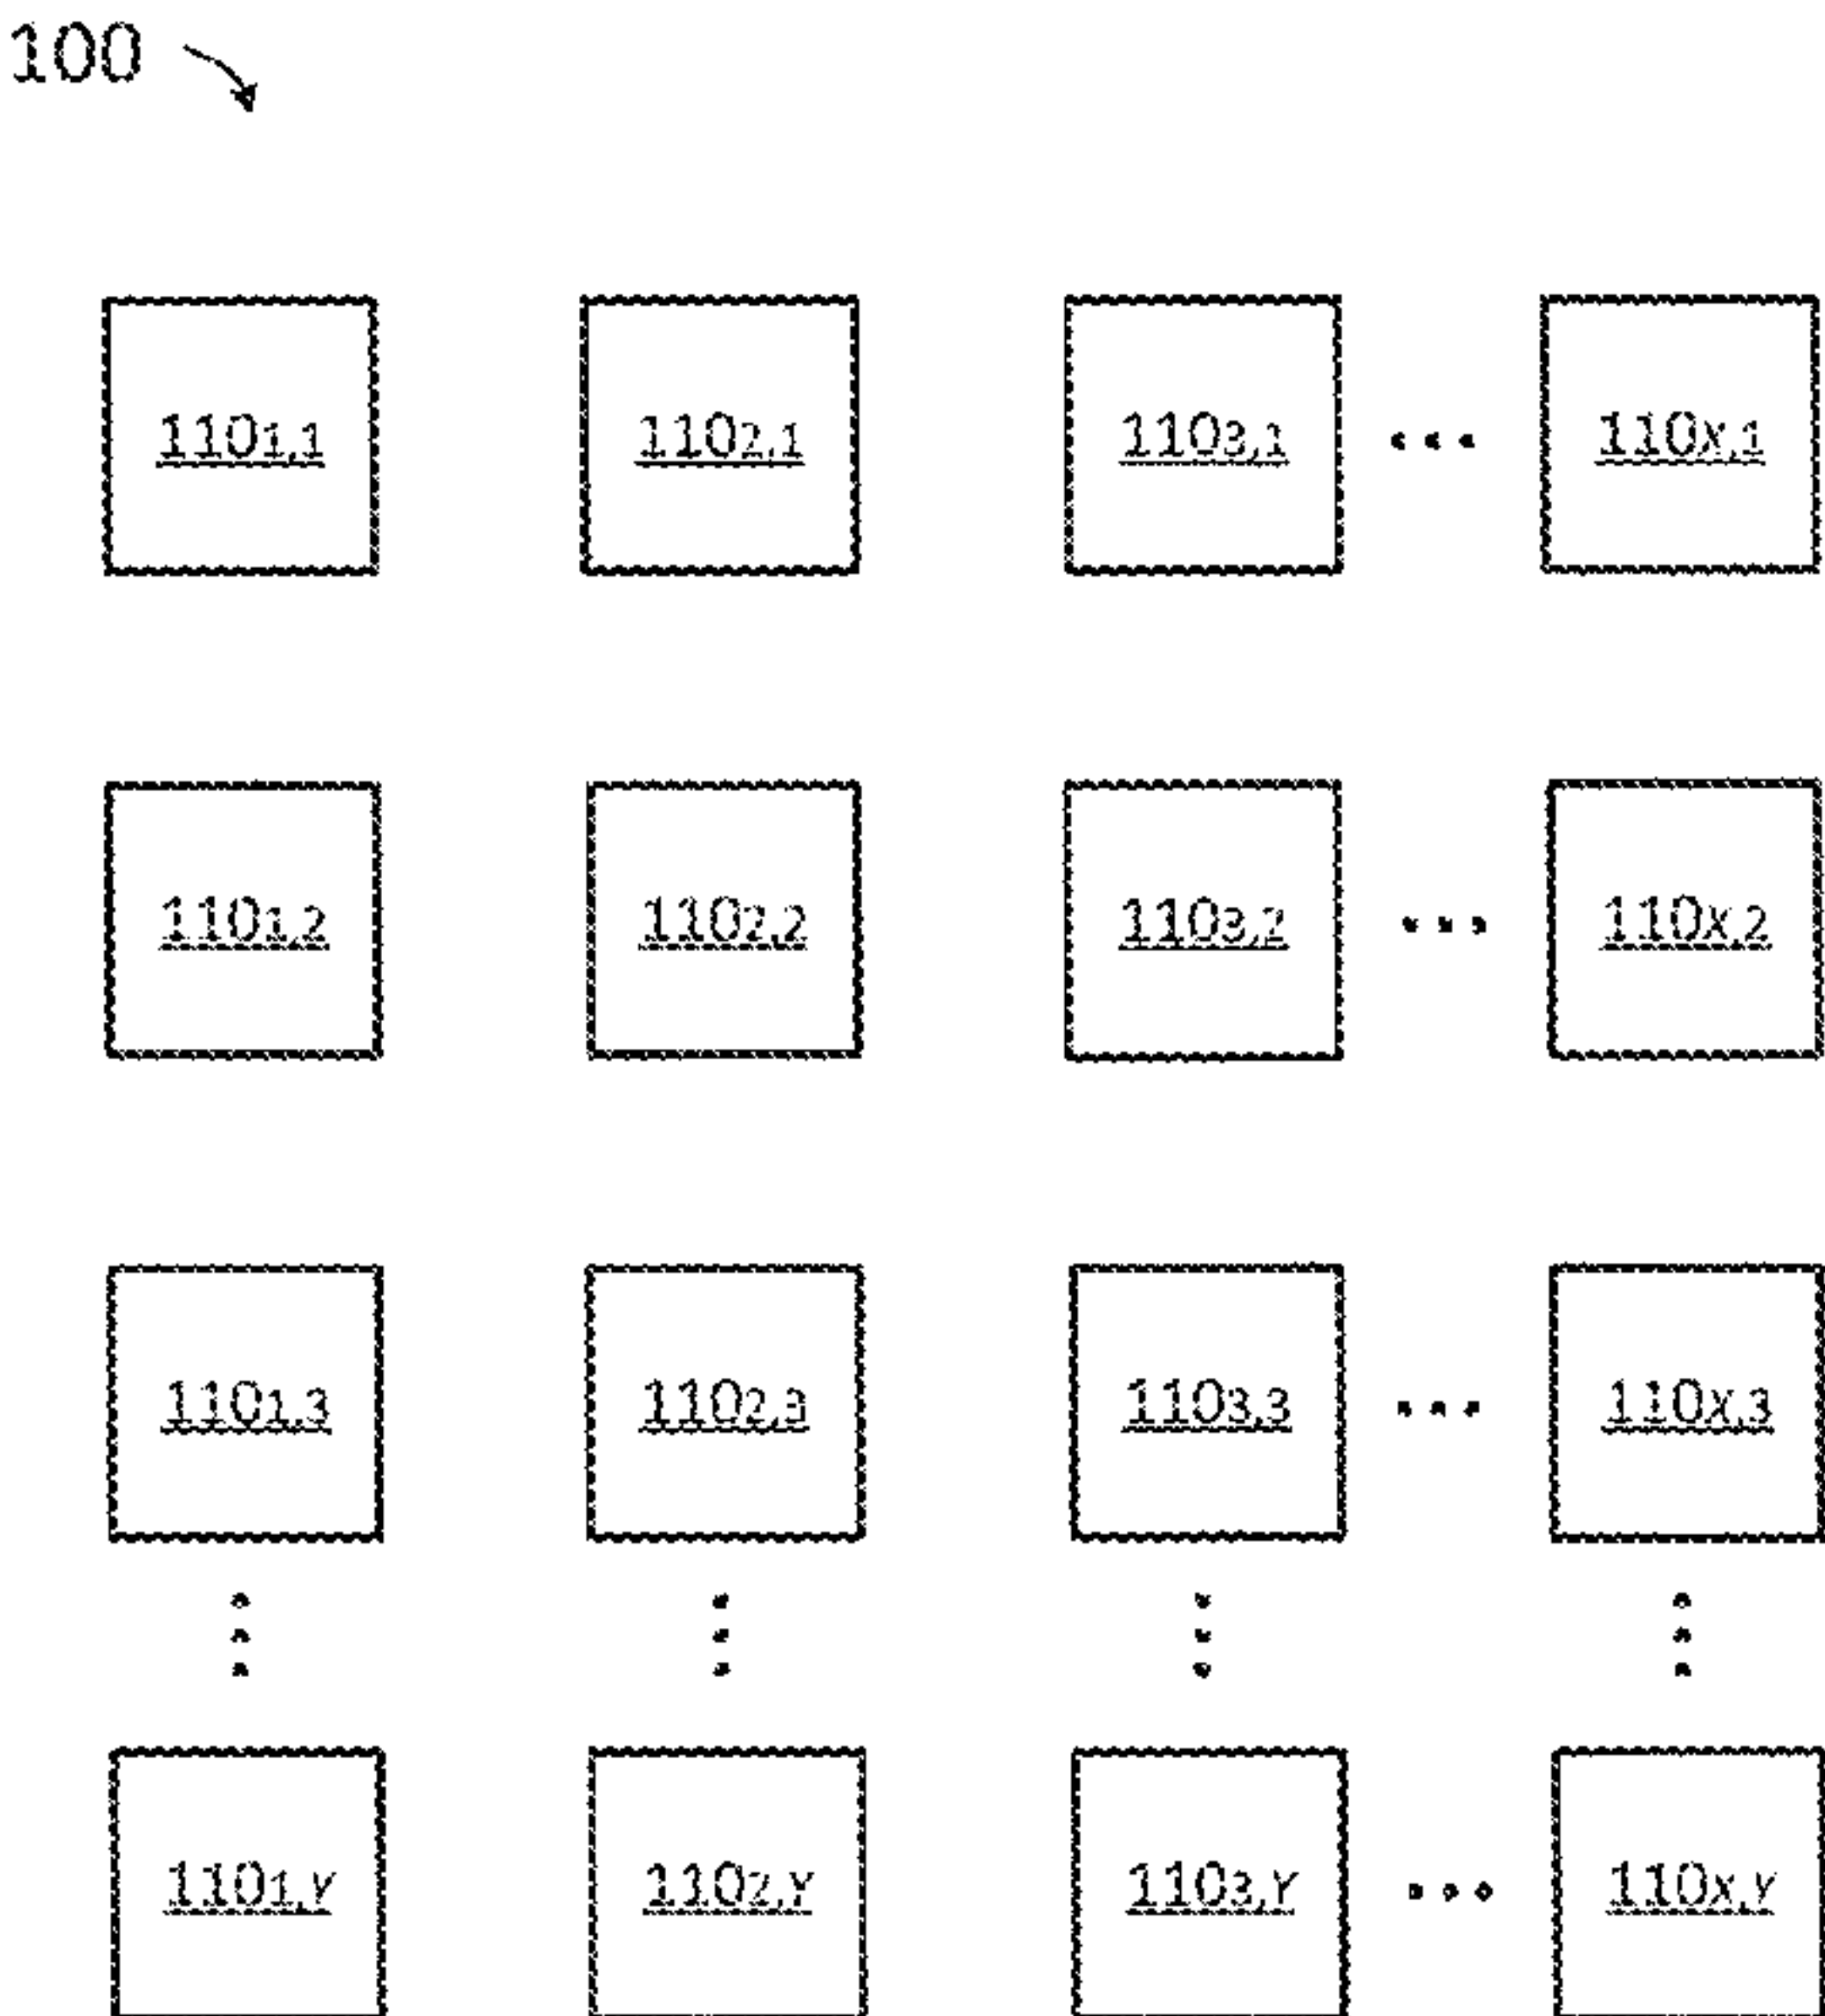 100
110₁,₁ 110₂,₁ 110₃,₁ ... 110X,₁
110₁,₂ 110₂,₂ 110₃,₂ ... 110X,₂
110₁,₃ 110₂,₃ 110₃,₃ ... 110X,₃
110₁,Y 110₂,Y 110₃,Y ... 110X,Y